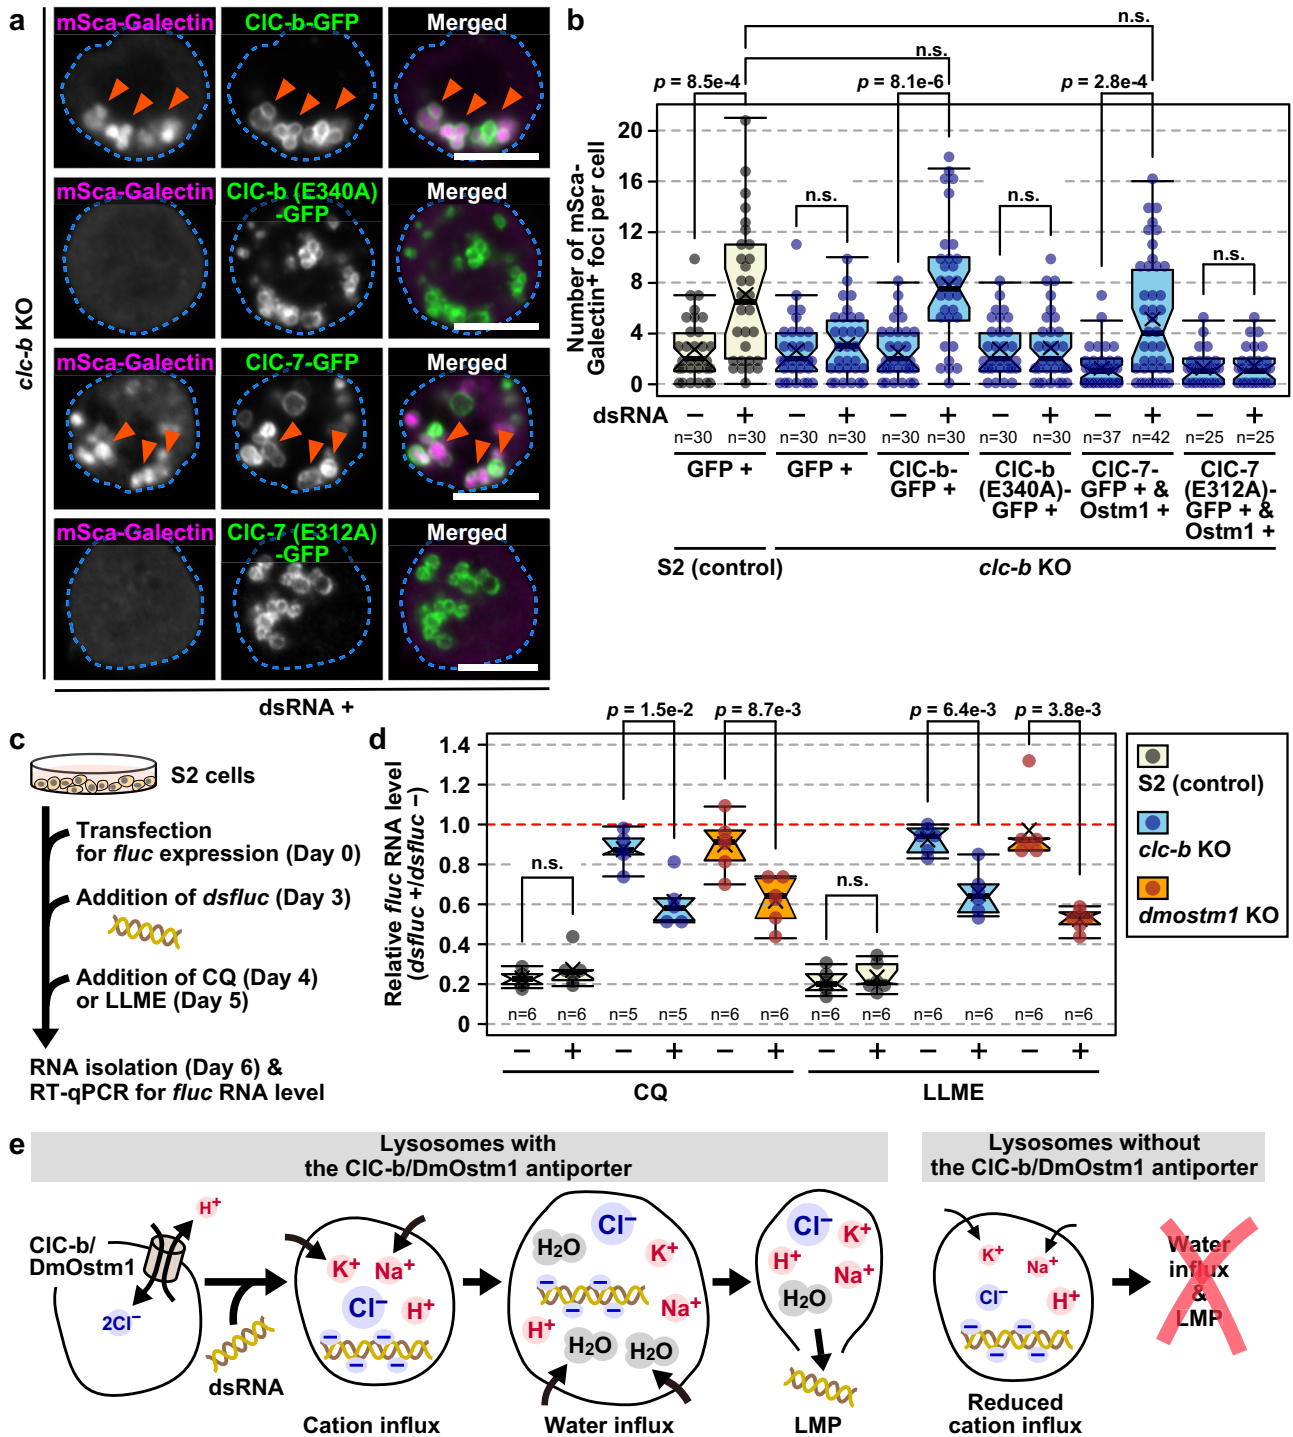 a
clc-b KO
mSca-Galectin
ClC-b-GFP
Merged
mSca-Galectin
ClC-b (E340A)
-GFP
Merged
mSca-Galectin
ClC-7-GFP
Merged
mSca-Galectin
ClC-7 (E312A)
-GFP
Merged
dsRNA +
b
n.s.
n.s.
p = 8.5e-4
p = 8.1e-6
p = 2.8e-4
n.s.
n.s.
n.s.
Number of mSca-
Galectin+ foci per cell
20
16
12
8
4
0
dsRNA − + − + − + − + − + − +
n=30 n=30 n=30 n=30 n=30 n=30 n=30 n=30 n=37 n=42 n=25 n=25
GFP +
GFP +
ClC-b-
GFP +
ClC-b
(E340A)-
GFP +
ClC-7-
GFP + &
Ostm1 +
ClC-7
(E312A)-
GFP + &
Ostm1 +
S2 (control)
clc-b KO
c
S2 cells
Transfection
for fluc expression (Day 0)
Addition of dsfluc (Day 3)
Addition of CQ (Day 4)
or LLME (Day 5)
RNA isolation (Day 6) &
RT-qPCR for fluc RNA level
d
p = 1.5e-2
p = 8.7e-3
p = 6.4e-3
p = 3.8e-3
n.s.
n.s.
Relative fluc RNA level
(dsfluc +/dsfluc −)
1.4
1.2
1.0
0.8
0.6
0.4
0.2
0
n=6 n=6 n=5 n=5 n=6 n=6 n=6 n=6 n=6 n=6 n=6 n=6
− + − + − + − + − + − +
CQ
LLME
S2 (control)
clc-b KO
dmostm1 KO
e
Lysosomes with
the ClC-b/DmOstm1 antiporter
Lysosomes without
the ClC-b/DmOstm1 antiporter
ClC-b/
DmOstm1
H+
2Cl−
dsRNA
K+
Na+
Cl−
H+
− −
− −
Cation influx
Cl−
H2O
K+
− −
− −
Na+
H+
H2O
H2O
Water influx
Cl−
K+
H+
Na+
H2O
LMP
K+
Na+
Cl−
H+
− −
− −
Reduced
cation influx
Water
influx
&
LMP